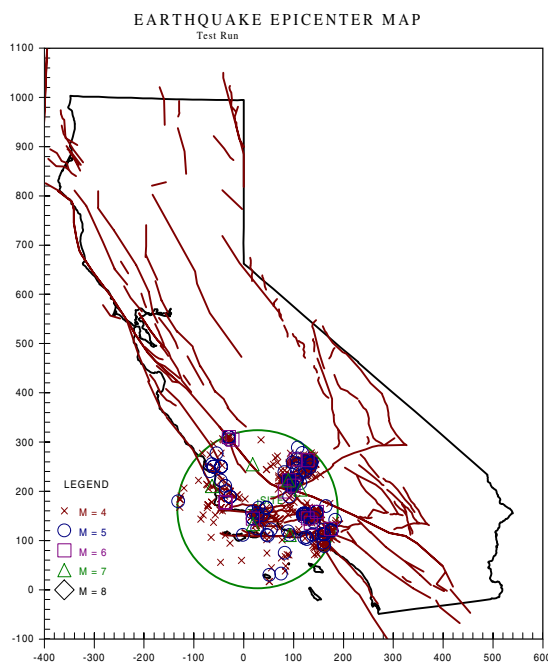 EARTHQUAKE EPICENTER MAP
Test Run
1100
1000
900
800
700
600
500
400
300
200
100
0
-100
SITE
LEGEND
M = 4
M = 5
M = 6
M = 7
M = 8
-400 -300 -200 -100 0 100 200 300 400 500 600